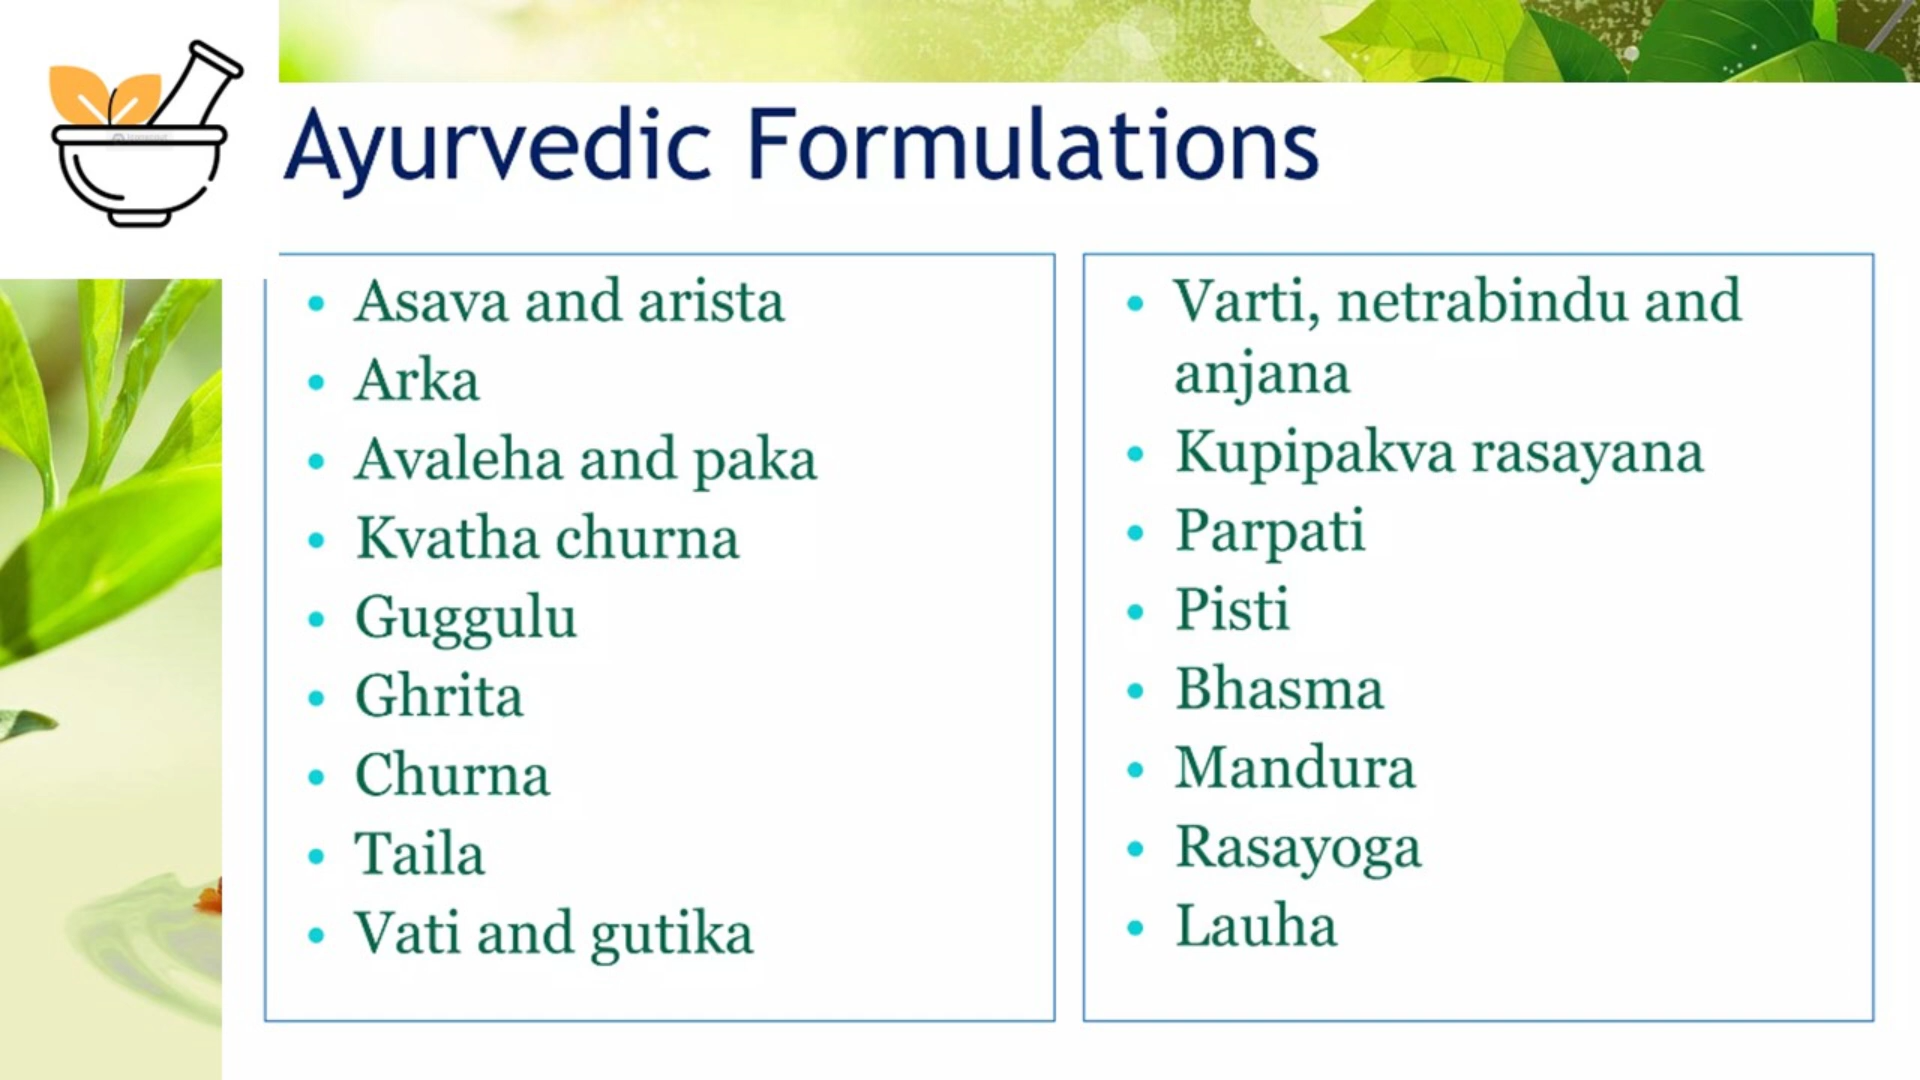 Ayurvedic Formulations
• Asava and arista
• Arka
• Avaleha and paka
• Kvatha churna
• Guggulu
• Ghrita
• Churna
• Taila
• Vati and gutika
• Varti, netrabindu and
anjana
• Kupipakva rasayana
• Parpati
• Pisti
• Bhasma
• Mandura
• Rasayoga
• Lauha